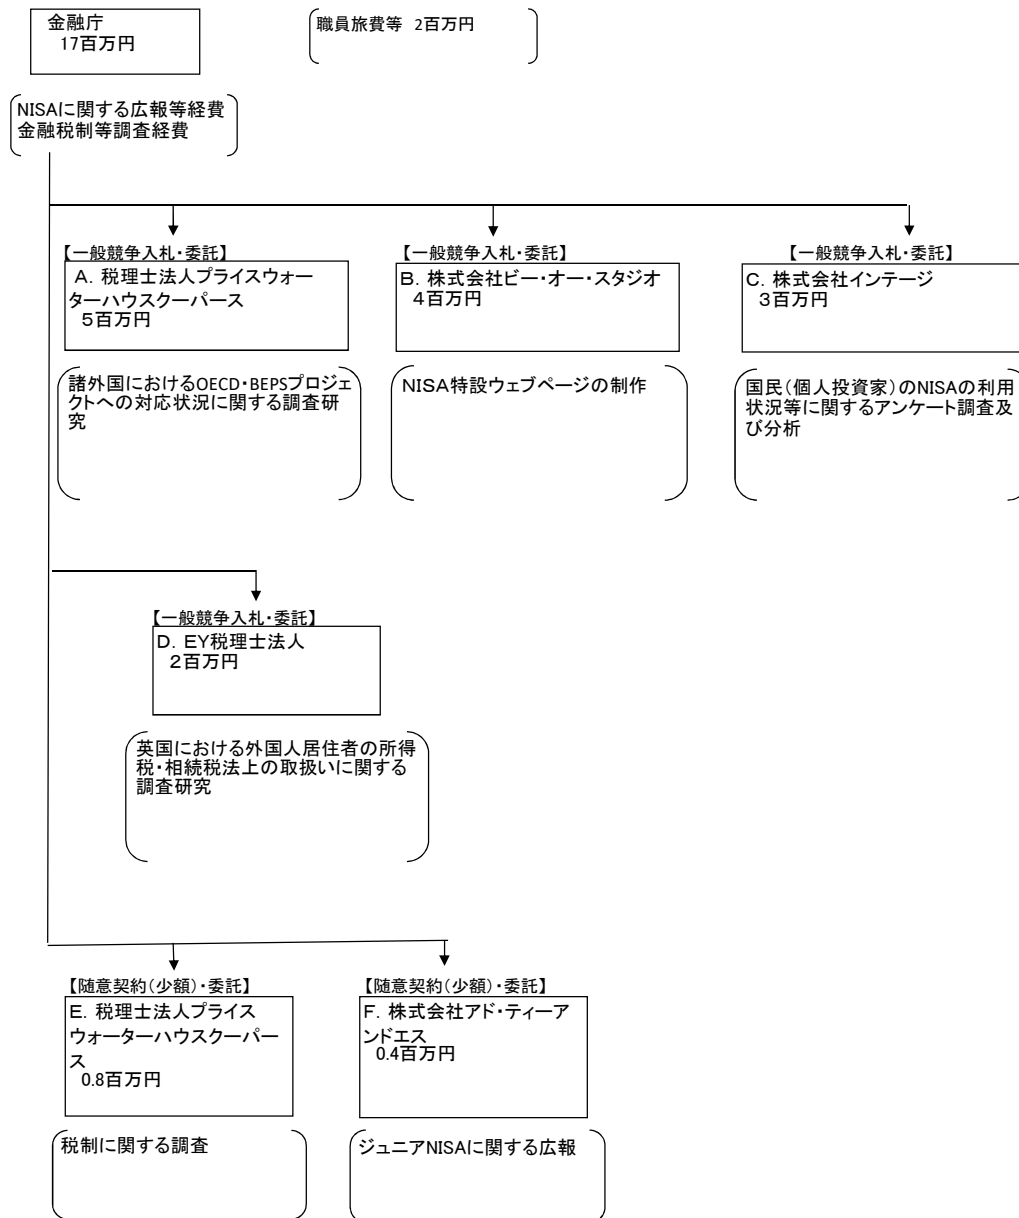 金融庁
17百万円
職員旅費等 2百万円
NISAに関する広報等経費
金融税制等調査経費
【一般競争入札・委託】
A. 税理士法人プライスウォー
ターハウスクーパース
5百万円
【一般競争入札・委託】
B. 株式会社ビー・オー・スタジオ
4百万円
【一般競争入札・委託】
C. 株式会社インテージ
3百万円
諸外国におけるOECD・BEPSプロジェ
クトへの対応状況に関する調査研
究
NISA特設ウェブページの制作
国民(個人投資家)のNISAの利用
状況等に関するアンケート調査及
び分析
【一般競争入札・委託】
D. EY税理士法人
2百万円
英国における外国人居住者の所得
税・相続税法上の取扱いに関する
調査研究
【随意契約(少額)・委託】
E. 税理士法人プライス
ウォーターハウスクーパー
ス
0.8百万円
【随意契約(少額)・委託】
F. 株式会社アド・ティーア
ンドエス
0.4百万円
税制に関する調査
ジュニアNISAに関する広報